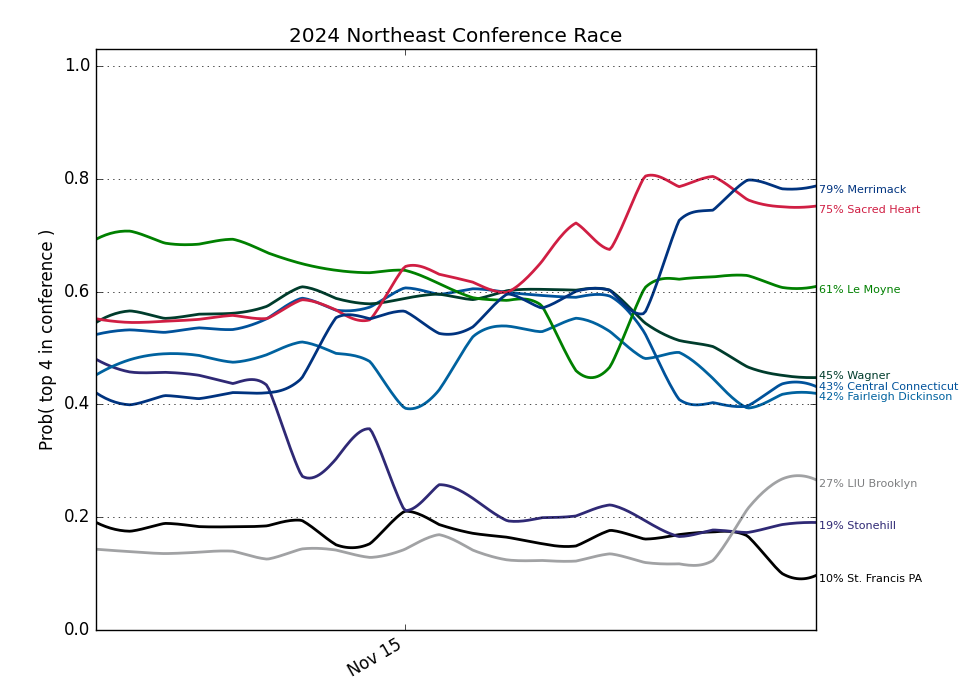 2024 Northeast Conference Race
Prob( top 4 in conference )
1.0
0.8
0.6
0.4
0.2
0.0
Nov 15
79% Merrimack
75% Sacred Heart
61% Le Moyne
45% Wagner
43% Central Connecticut
42% Fairleigh Dickinson
27% LIU Brooklyn
19% Stonehill
10% St. Francis PA